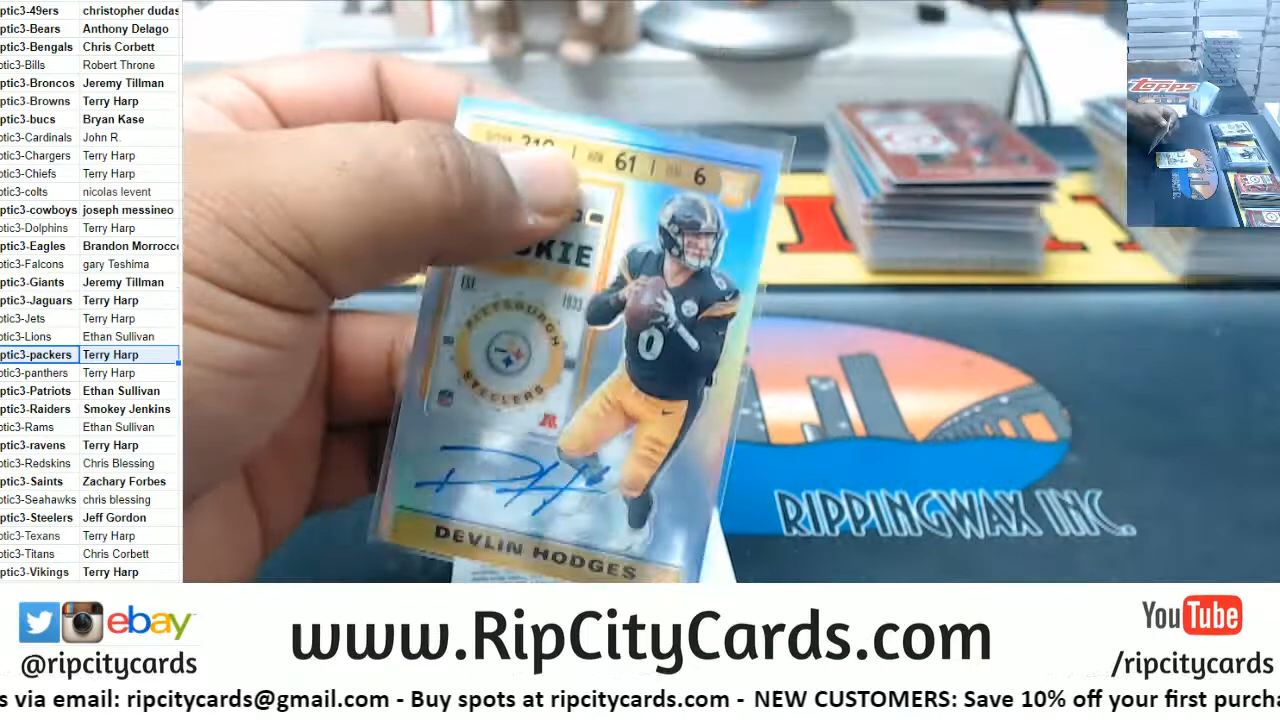 ptic3-49ers christopher dudas
ptic3-Bears Anthony Delago
ptic3-Bengals Chris Corbett
ptic3-Bills Robert Throne
ptic3-Broncos Jeremy Tillman
ptic3-Browns Terry Harp
ptic3-bucs Bryan Kase
ptic3-Cardinals John R.
ptic3-Chargers Terry Harp
ptic3-Chiefs Terry Harp
ptic3-colts nicolas levent
ptic3-cowboys joseph messineo
ptic3-Dolphins Terry Harp
ptic3-Eagles Brandon Morrocco
ptic3-Falcons gary Teshima
ptic3-Giants Jeremy Tillman
ptic3-Jaguars Terry Harp
ptic3-Jets Terry Harp
ptic3-Lions Ethan Sullivan
ptic3-packers Terry Harp
ptic3-panthers Terry Harp
ptic3-Patriots Ethan Sullivan
ptic3-Raiders Smokey Jenkins
ptic3-Rams Ethan Sullivan
ptic3-ravens Terry Harp
ptic3-Redskins Chris Blessing
ptic3-Saints Zachary Forbes
ptic3-Seahawks chris blessing
ptic3-Steelers Jeff Gordon
ptic3-Texans Terry Harp
ptic3-Titans Chris Corbett
ptic3-Vikings Terry Harp
61 6
KIE
EST. 1933
PITTSBURGH
STEELERS
6
DEVLIN HODGES
Topps
RIPPINGWAX INC.
ebay
@ripcitycards
www.RipCityCards.com
YouTube
/ripcitycards
s via email: ripcitycards@gmail.com - Buy spots at ripcitycards.com - NEW CUSTOMERS: Save 10% off your first purcha